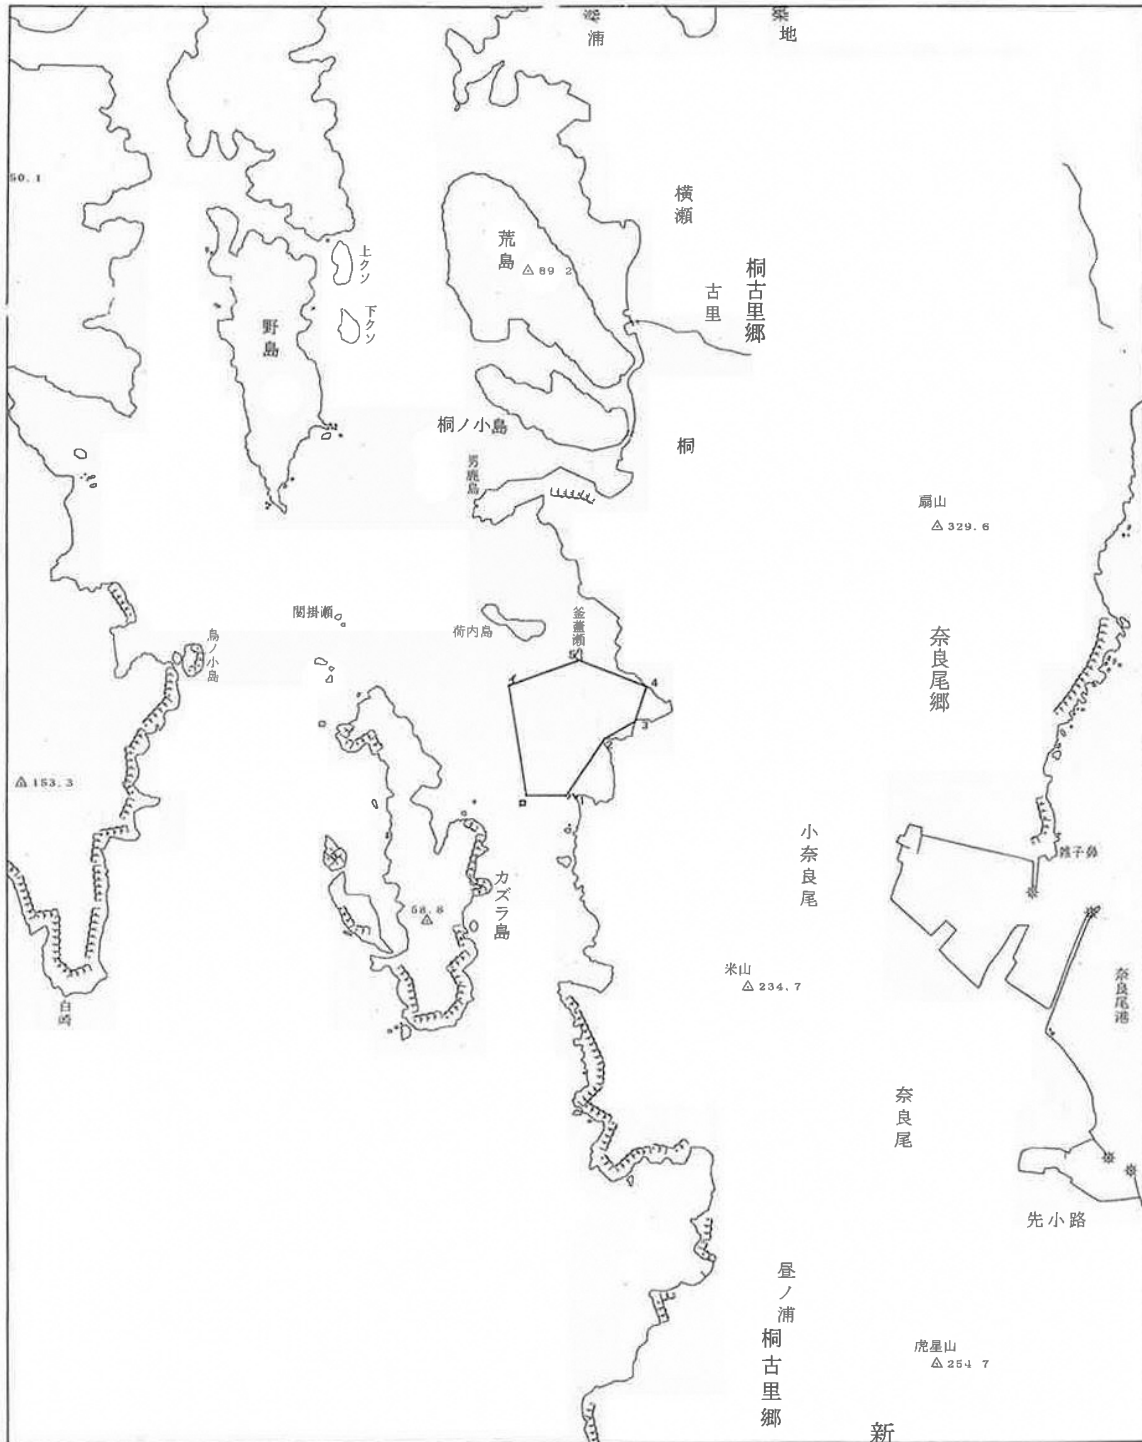 築地
浦
50.1
横瀬
荒島
89 2
上クソ
下クソ
古里
桐古里郷
野島
桐ノ小島
桐
男鹿島
扇山
329.6
荷内島
釜蓋瀬
鳥ノ小島
奈良尾郷
イ
5
4
3
2
1
ロ
153.3
小奈良尾
カズラ島
58.8
米山
234.7
白崎
奈良尾港
奈良尾
先小路
昼ノ浦
桐古里郷
虎星山
254 7
新